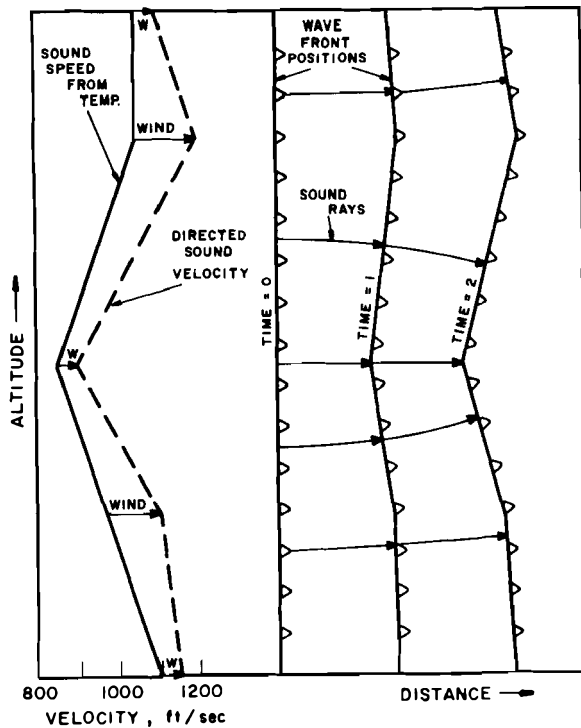 W
SOUND
SPEED
FROM
TEMP.
WIND
DIRECTED
SOUND
VELOCITY
W
WIND
W
ALTITUDE
800 1000 1200
VELOCITY, ft/sec
WAVE
FRONT
POSITIONS
SOUND
RAYS
TIME = 0
TIME = 1
TIME = 2
DISTANCE